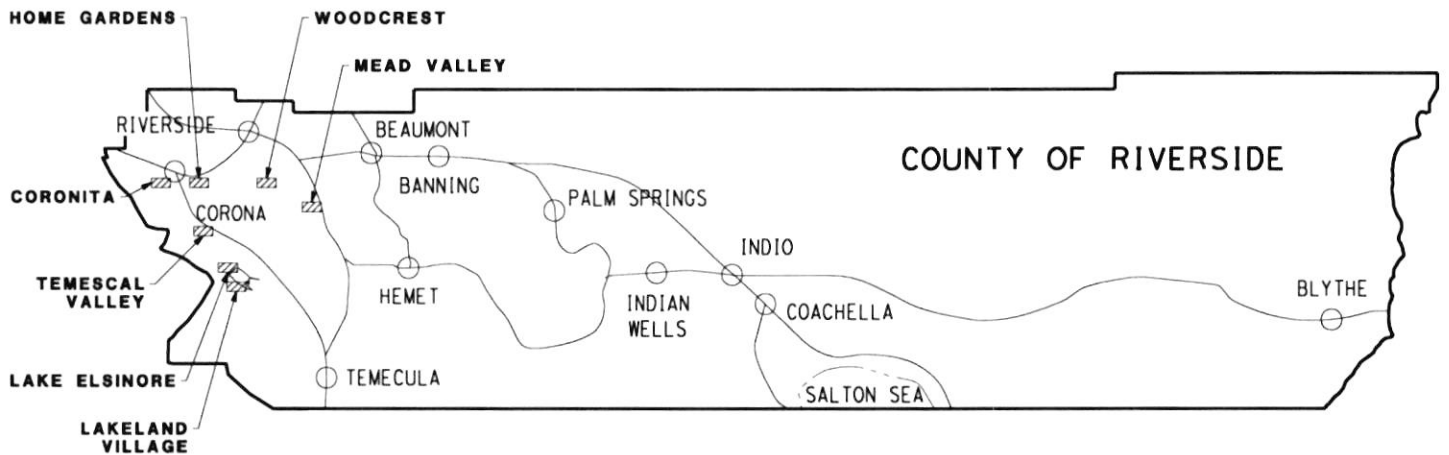 HOME GARDENS
WOODCREST
MEAD VALLEY
RIVERSIDE
BEAUMONT
BANNING
COUNTY OF RIVERSIDE
CORONITA
CORONA
PALM SPRINGS
TEMESCAL
VALLEY
HEMET
INDIO
INDIAN
WELLS
COACHELLA
BLYTHE
LAKE ELSINORE
TEMECULA
SALTON SEA
LAKELAND
VILLAGE